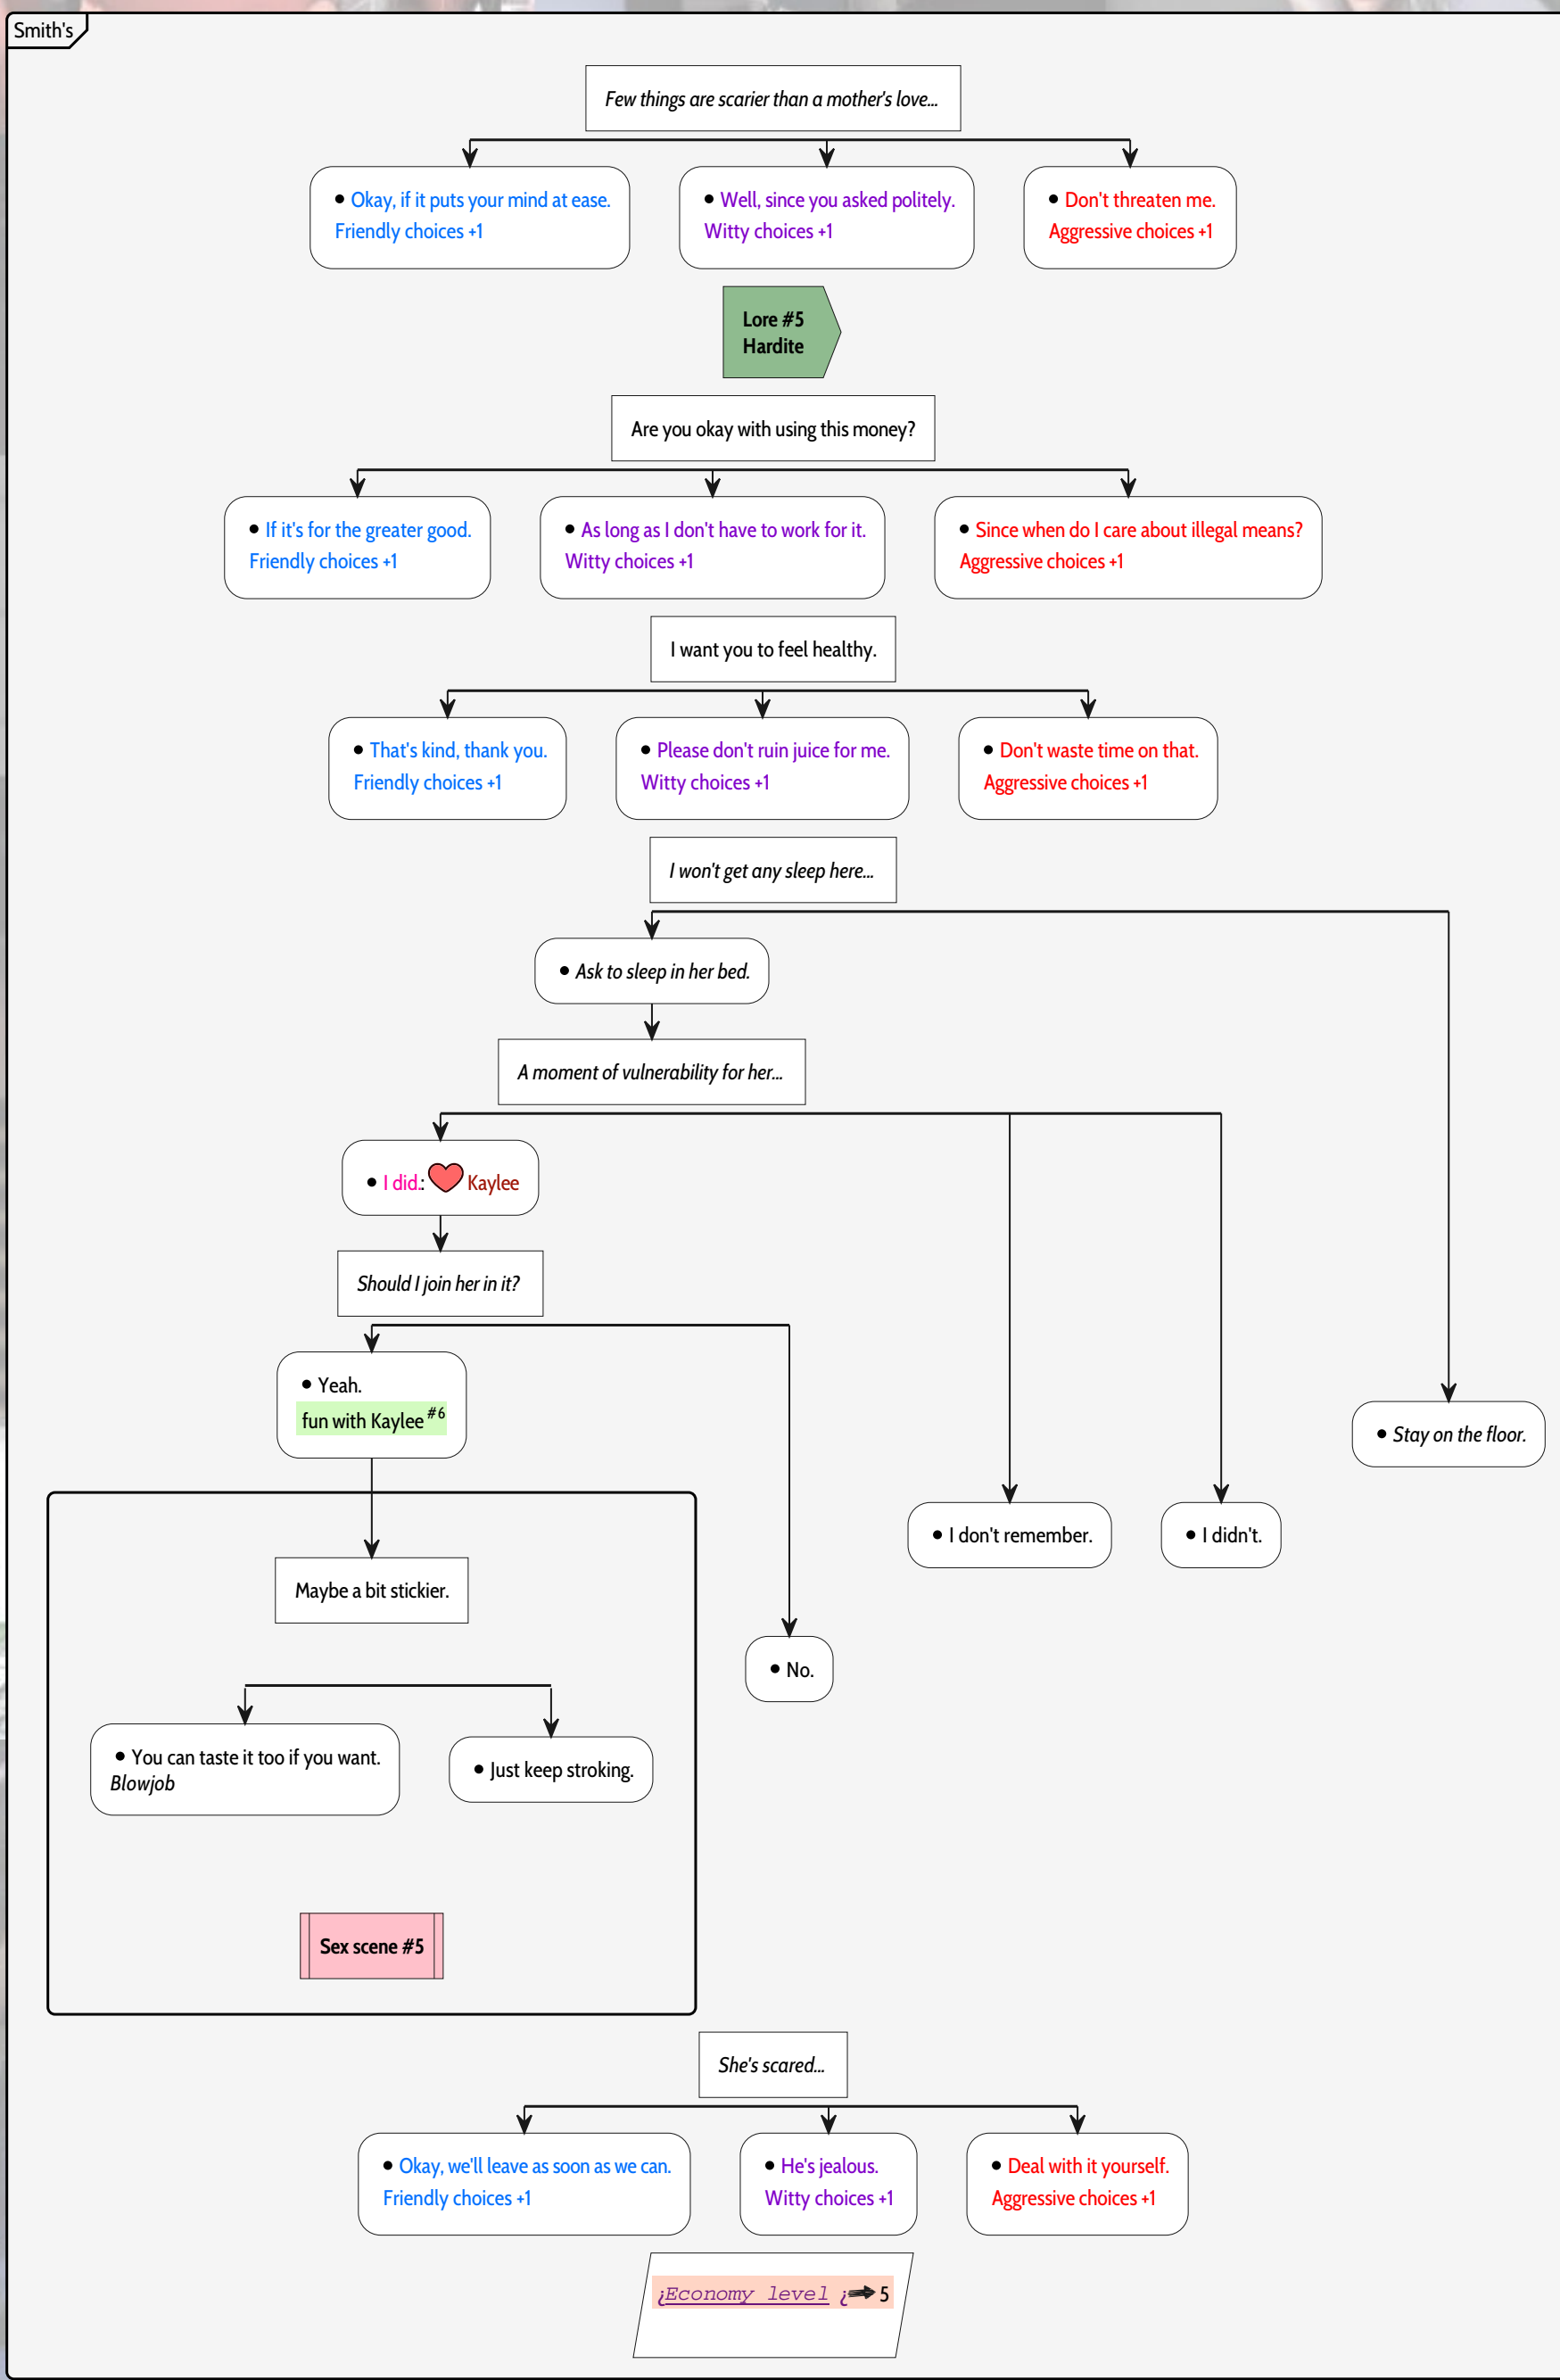 Smith's
Few things are scarier than a mother's love...
• Okay, if it puts your mind at ease.
Friendly choices +1
• Well, since you asked politely.
Witty choices +1
• Don't threaten me.
Aggressive choices +1
Lore #5
Hardite
Are you okay with using this money?
• If it's for the greater good.
Friendly choices +1
• As long as I don't have to work for it.
Witty choices +1
• Since when do I care about illegal means?
Aggressive choices +1
I want you to feel healthy.
• That's kind, thank you.
Friendly choices +1
• Please don't ruin juice for me.
Witty choices +1
• Don't waste time on that.
Aggressive choices +1
I won't get any sleep here...
• Ask to sleep in her bed.
A moment of vulnerability for her...
• I did.: Kaylee
Should I join her in it?
• Yeah.
fun with Kaylee #6
• Stay on the floor.
• I don't remember.
• I didn't.
Maybe a bit stickier.
• No.
• You can taste it too if you want.
Blowjob
• Just keep stroking.
Sex scene #5
She's scared...
• Okay, we'll leave as soon as we can.
Friendly choices +1
• He's jealous.
Witty choices +1
• Deal with it yourself.
Aggressive choices +1
¿Economy level ¿➡ 5